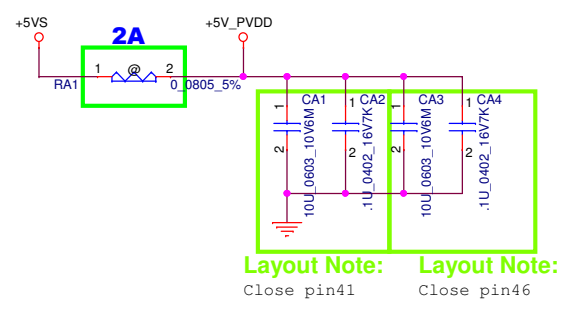 +5VS
+5V_PVDD
2A
1 @ 2
RA1
0_0805_5%
CA1 CA2 CA3 CA4
1 1 1 1
2 2 2 2
10U_0603_10V6M
.1U_0402_16V7K
10U_0603_10V6M
.1U_0402_16V7K
Layout Note: Layout Note:
Close pin41 Close pin46